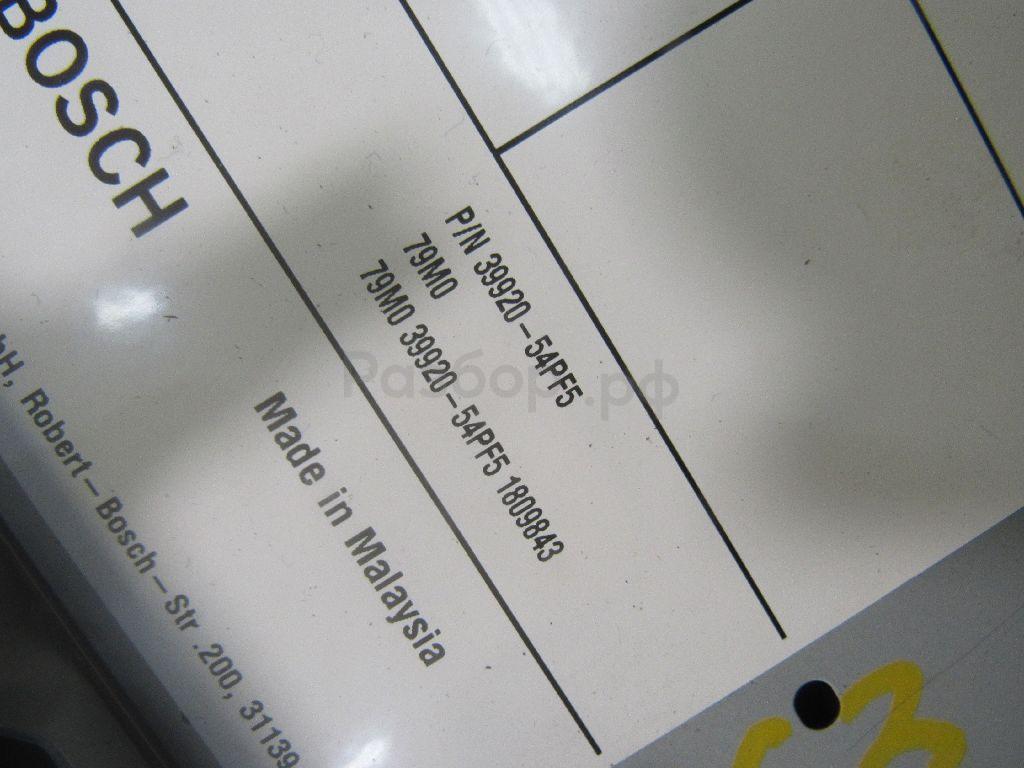 BOSCH
P/N 39920-54PF5
79M0
79M0 39920-54PF5 1809843
Made in Malaysia
Robert-Bosch-Str.200, 31139
Разбор.рф